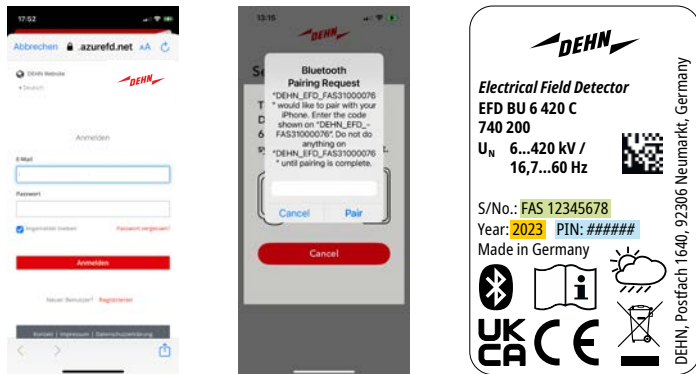 17:52
Abbrechen
.azurefd.net
AA
DEHN Website
Deutsch
DEHN
Anmelden
E-Mail
Passwort
Angemeldet bleiben
Passwort vergessen?
Anmelden
Neuer Benutzer? Registrieren
Kontakt | Impressum | Datenschutzerklärung
13:15
DEHN
Se
Bluetooth
Pairing Request
"DEHN_EFD_FAS31000076
" would like to pair with your
iPhone. Enter the code
shown on "DEHN_EFD_-
FAS31000076". Do not do
anything on
"DEHN_EFD_FAS31000076
" until pairing is complete.
Cancel
Pair
Cancel
DEHN
Electrical Field Detector
EFD BU 6 420 C
740 200
UN 6...420 kV /
16,7...60 Hz
S/No.: FAS 12345678
Year: 2023 PIN: ######
Made in Germany
i
UK
CA
CE
DEHN, Postfach 1640, 92306 Neumarkt, Germany